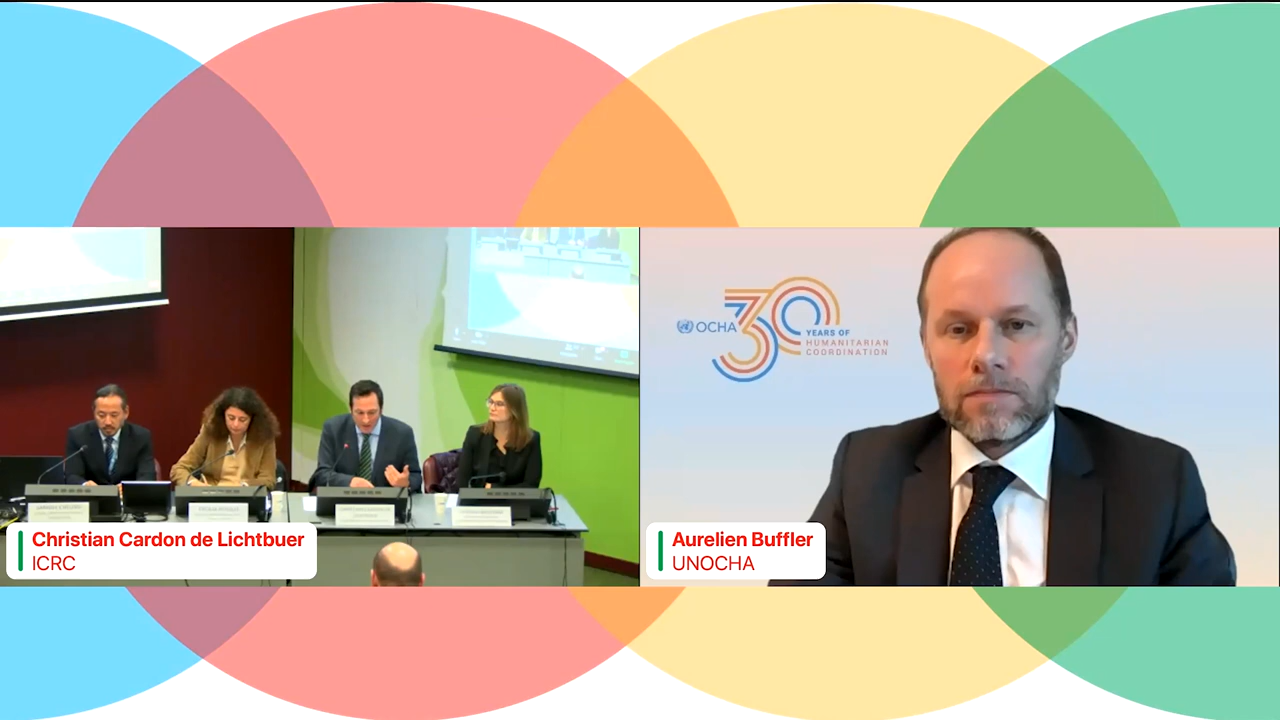 OCHA
30
YEARS OF
HUMANITARIAN
COORDINATION
Christian Cardon de Lichtbuer
ICRC
Aurelien Buffler
UNOCHA